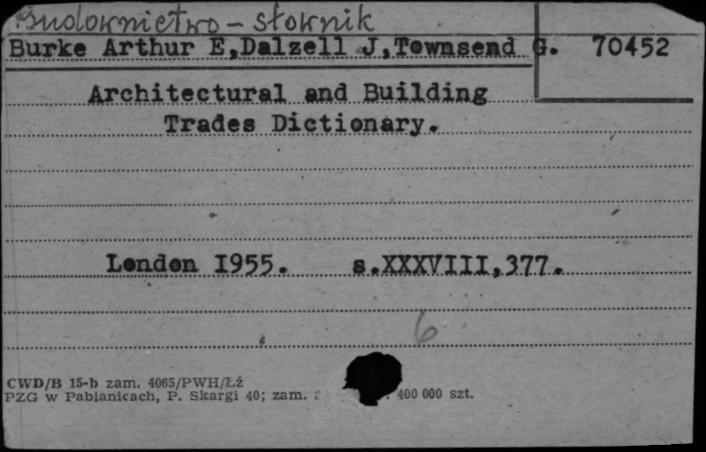 Budownictwo - słownik
Burke Arthur E,Dalzell J,Townsend G. 70452
Architectural and Building
Trades Dictionary.
London I955. s.XXXVIII,377.
6
CWD/B 15-b zam. 4065/PWH/Łź
PZG w Pabianicach, P. Skargi 40; zam. 400 000 szt.